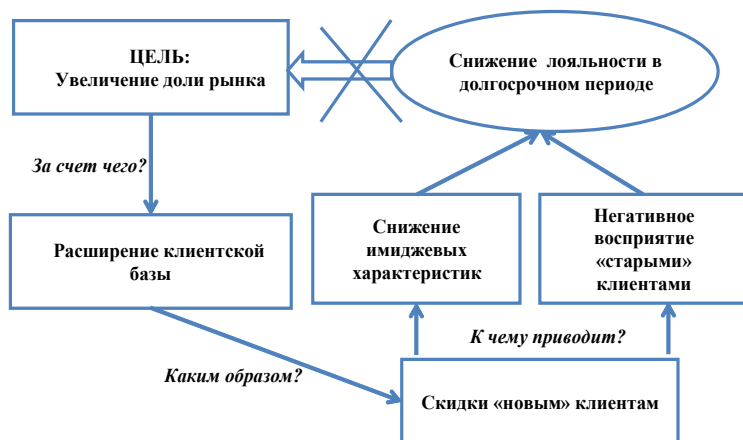 ЦЕЛЬ:
Увеличение доли рынка
Снижение лояльности в
долгосрочном периоде
За счет чего?
Расширение клиентской
базы
Снижение
имиджевых
характеристик
Негативное
восприятие
«старыми»
клиентами
К чему приводит?
Каким образом?
Скидки «новым» клиентам